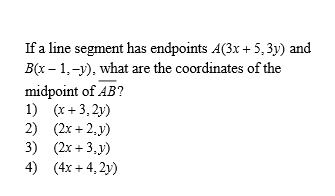 If a line segment has endpoints A(3x + 5, 3y) and
B(x – 1, –y), what are the coordinates of the
midpoint of AB?
1) (x + 3, 2y)
2) (2x + 2, y)
3) (2x + 3, y)
4) (4x + 4, 2y)